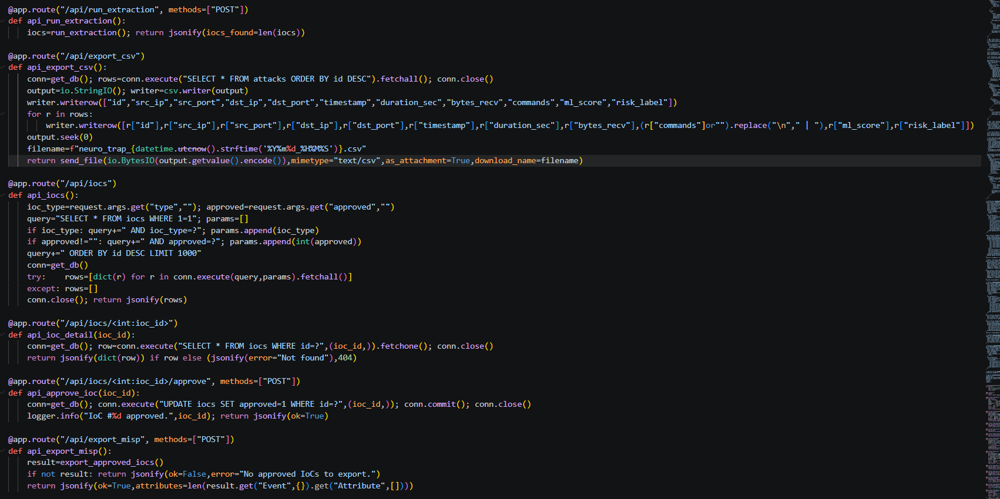 @app.route("/api/run_extraction", methods=["POST"])
def api_run_extraction():
    iocs=run_extraction(); return jsonify(iocs_found=len(iocs))

@app.route("/api/export_csv")
def api_export_csv():
    conn=get_db(); rows=conn.execute("SELECT * FROM attacks ORDER BY id DESC").fetchall(); conn.close()
    output=io.StringIO(); writer=csv.writer(output)
    writer.writerow(["id","src_ip","src_port","dst_ip","dst_port","timestamp","duration_sec","bytes_recv","commands","ml_score","risk_label"])
    for r in rows:
        writer.writerow([r["id"],r["src_ip"],r["src_port"],r["dst_ip"],r["dst_port"],r["timestamp"],r["duration_sec"],r["bytes_recv"],(r["commands"]or"").replace("\n"," | "),r["ml_score"],r["risk_label"]])
    output.seek(0)
    filename=f"neuro_trap_{datetime.utcnow().strftime('%Y%m%d_%H%M%S')}.csv"
    return send_file(io.BytesIO(output.getvalue().encode()),mimetype="text/csv",as_attachment=True,download_name=filename)

@app.route("/api/iocs")
def api_iocs():
    ioc_type=request.args.get("type",""); approved=request.args.get("approved","")
    query="SELECT * FROM iocs WHERE 1=1"; params=[]
    if ioc_type: query+=" AND ioc_type=?"; params.append(ioc_type)
    if approved!="": query+=" AND approved=?"; params.append(int(approved))
    query+=" ORDER BY id DESC LIMIT 1000"
    conn=get_db()
    try:    rows=[dict(r) for r in conn.execute(query,params).fetchall()]
    except: rows=[]
    conn.close(); return jsonify(rows)

@app.route("/api/iocs/<int:ioc_id>")
def api_ioc_detail(ioc_id):
    conn=get_db(); row=conn.execute("SELECT * FROM iocs WHERE id=?",(ioc_id,)).fetchone(); conn.close()
    return jsonify(dict(row)) if row else (jsonify(error="Not found"),404)

@app.route("/api/iocs/<int:ioc_id>/approve", methods=["POST"])
def api_approve_ioc(ioc_id):
    conn=get_db(); conn.execute("UPDATE iocs SET approved=1 WHERE id=?",(ioc_id,)); conn.commit(); conn.close()
    logger.info("IoC #%d approved.",ioc_id); return jsonify(ok=True)

@app.route("/api/export_misp", methods=["POST"])
def api_export_misp():
    result=export_approved_iocs()
    if not result: return jsonify(ok=False,error="No approved IoCs to export.")
    return jsonify(ok=True,attributes=len(result.get("Event",{}).get("Attribute",[])))